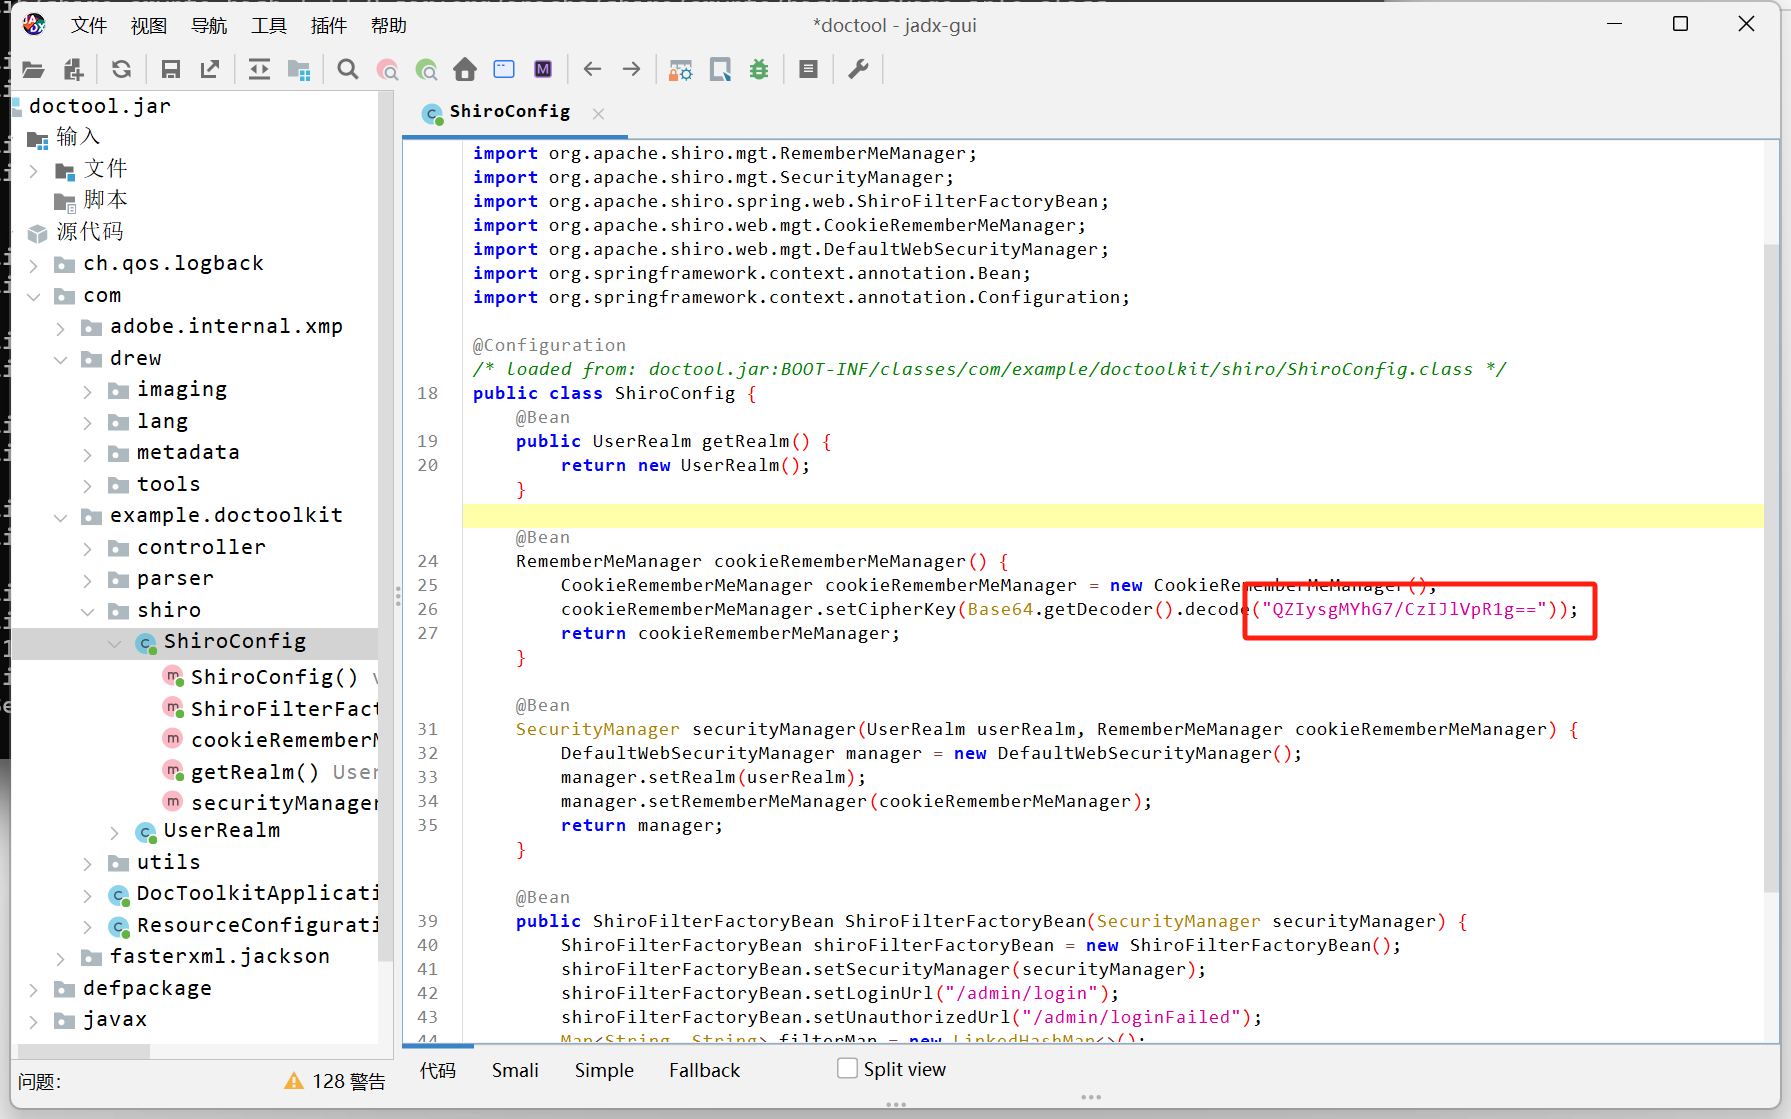 文件 视图 导航 工具 插件 帮助
*doctool - jadx-gui
doctool.jar
输入
文件
脚本
源代码
ch.qos.logback
com
adobe.internal.xmp
drew
imaging
lang
metadata
tools
example.doctoolkit
controller
parser
shiro
ShiroConfig
ShiroConfig() v
ShiroFilterFact
cookieRememberM
getRealm() User
securityManager
UserRealm
utils
DocToolkitApplicati
ResourceConfigurati
fasterxml.jackson
defpackage
javax
问题:
128 警告
ShiroConfig
import org.apache.shiro.mgt.RememberMeManager;
import org.apache.shiro.mgt.SecurityManager;
import org.apache.shiro.spring.web.ShiroFilterFactoryBean;
import org.apache.shiro.web.mgt.CookieRememberMeManager;
import org.apache.shiro.web.mgt.DefaultWebSecurityManager;
import org.springframework.context.annotation.Bean;
import org.springframework.context.annotation.Configuration;
@Configuration
/* loaded from: doctool.jar:BOOT-INF/classes/com/example/doctoolkit/shiro/ShiroConfig.class */
18 public class ShiroConfig {
@Bean
19 public UserRealm getRealm() {
20 return new UserRealm();
}
@Bean
24 RememberMeManager cookieRememberMeManager() {
25 CookieRememberMeManager cookieRememberMeManager = new CookieRememberMeManager();
26 cookieRememberMeManager.setCipherKey(Base64.getDecoder().decode("QZIysgMYhG7/CzIJlVpR1g=="));
27 return cookieRememberMeManager;
}
@Bean
31 SecurityManager securityManager(UserRealm userRealm, RememberMeManager cookieRememberMeManager) {
32 DefaultWebSecurityManager manager = new DefaultWebSecurityManager();
33 manager.setRealm(userRealm);
34 manager.setRememberMeManager(cookieRememberMeManager);
35 return manager;
}
@Bean
39 public ShiroFilterFactoryBean ShiroFilterFactoryBean(SecurityManager securityManager) {
40 ShiroFilterFactoryBean shiroFilterFactoryBean = new ShiroFilterFactoryBean();
41 shiroFilterFactoryBean.setSecurityManager(securityManager);
42 shiroFilterFactoryBean.setLoginUrl("/admin/login");
43 shiroFilterFactoryBean.setUnauthorizedUrl("/admin/loginFailed");
44 Map<String, String> filterMap = new LinkedHashMap<>();
代码 Smali Simple Fallback Split view